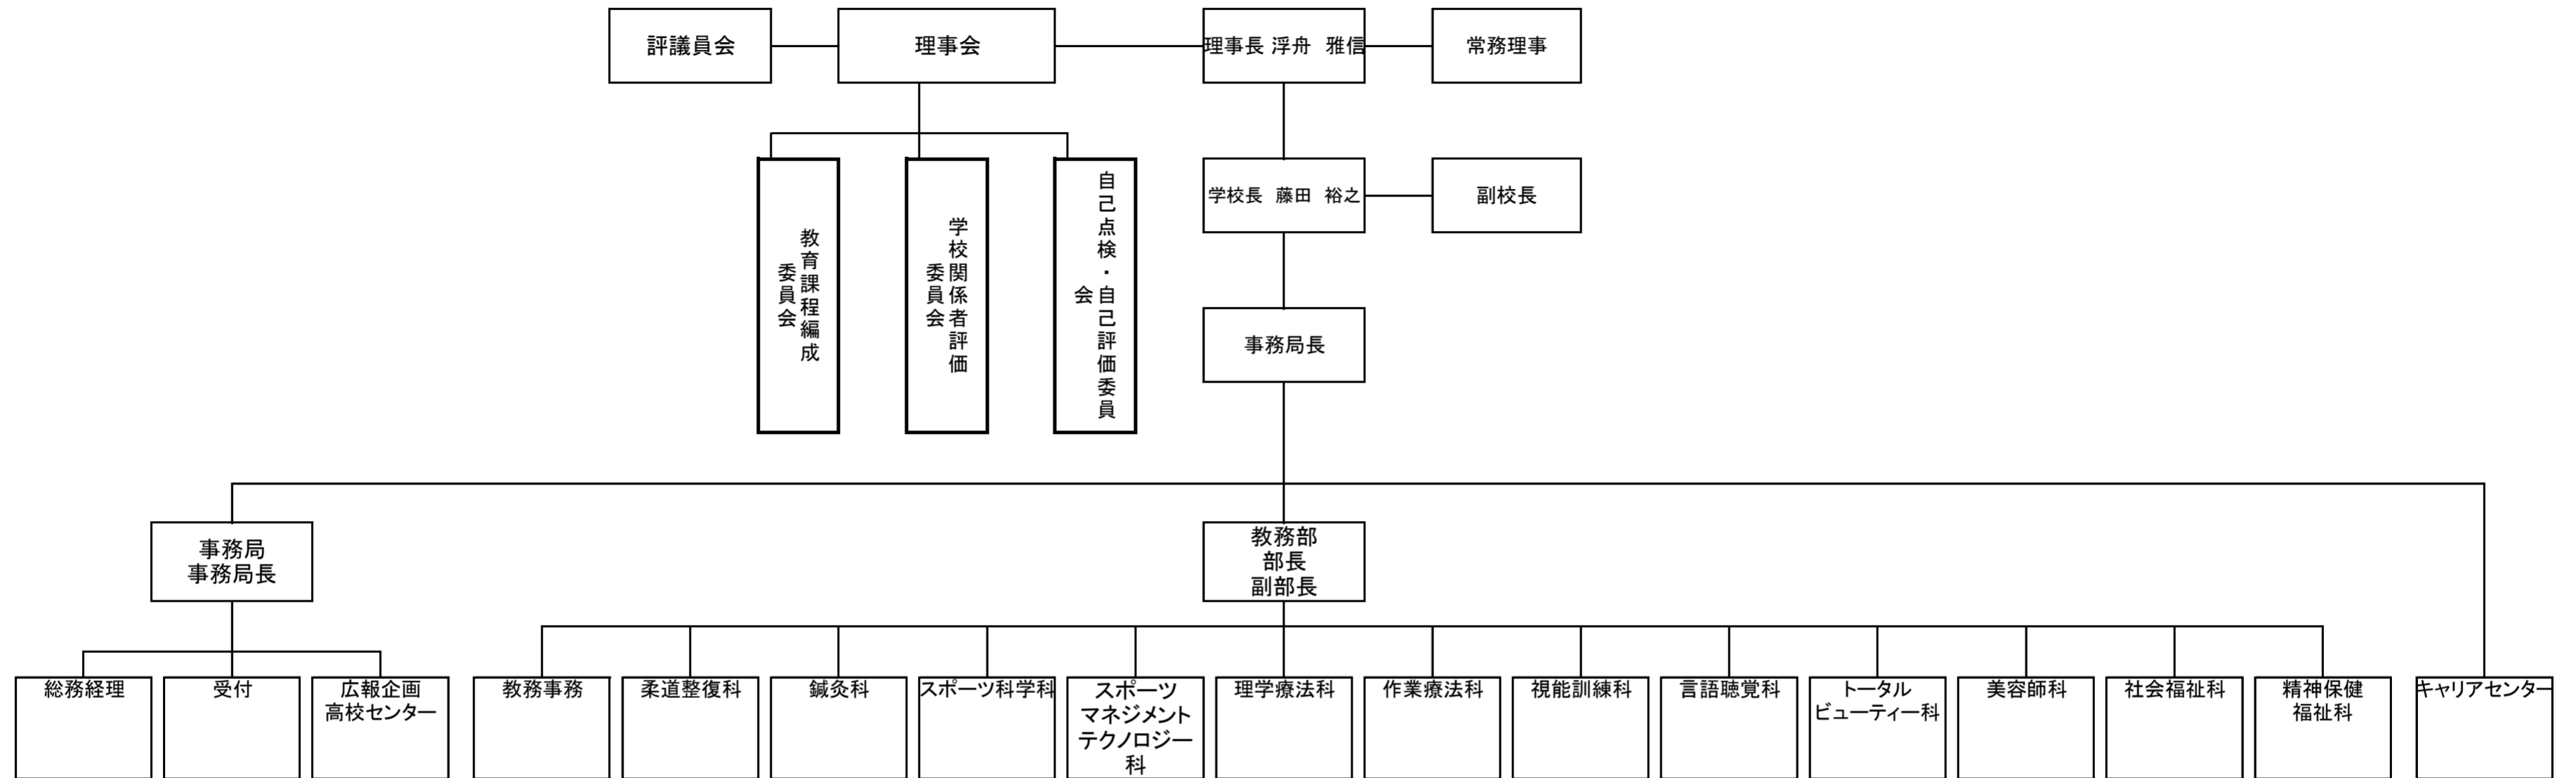 評議員会
理事会
理事長 浮舟　雅信
常務理事
教育課程編成
委員会
学校関係者評価
委員会
自己点検・自己評価委員
会
学校長　藤田　裕之
副校長
事務局長
事務局
事務局長
教務部
部長
副部長
総務経理
受付
広報企画
高校センター
教務事務
柔道整復科
鍼灸科
スポーツ科学科
スポーツ
マネジメント
テクノロジー
科
理学療法科
作業療法科
視能訓練科
言語聴覚科
トータル
ビューティー科
美容師科
社会福祉科
精神保健
福祉科
キャリアセンター